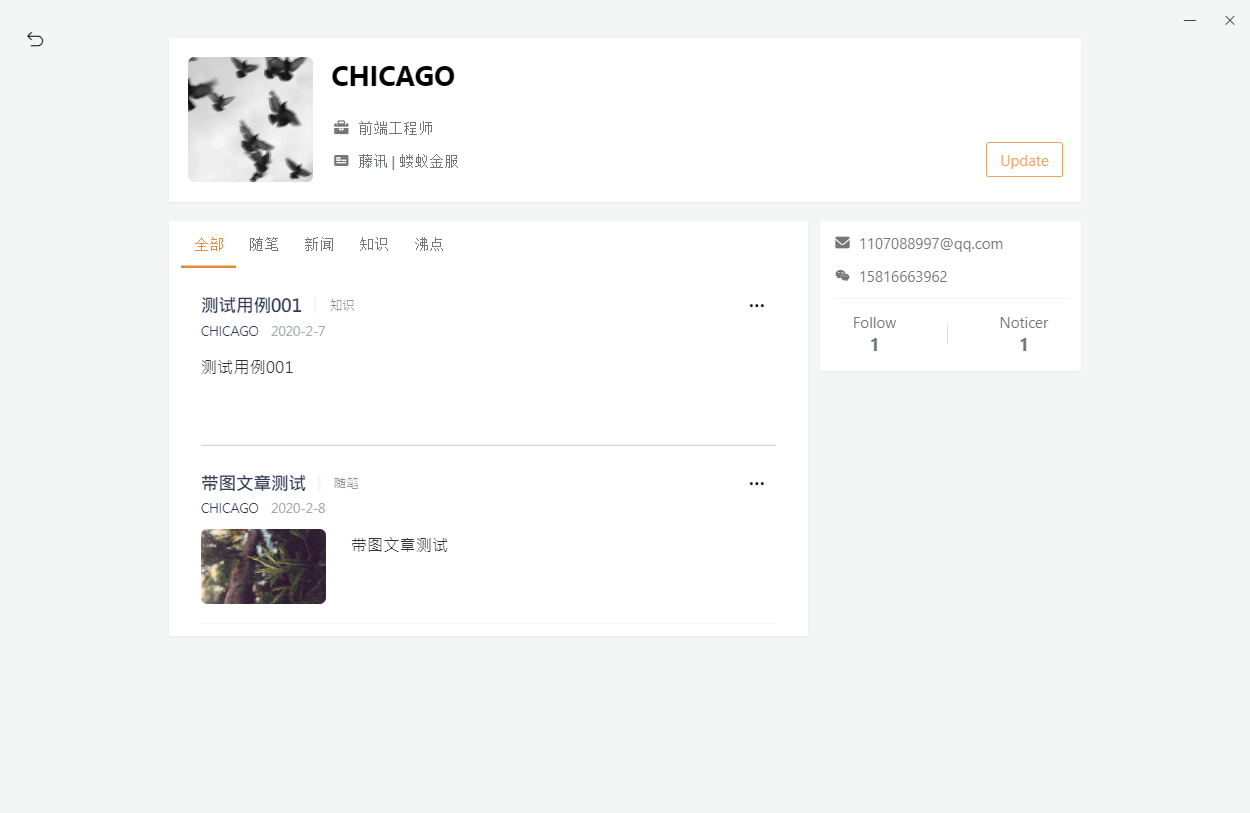 CHICAGO
前端工程师
藤讯 | 蝼蚁金服
Update
全部 随笔 新闻 知识 沸点
测试用例001 知识
CHICAGO 2020-2-7
测试用例001
带图文章测试 随笔
CHICAGO 2020-2-8
带图文章测试
1107088997@qq.com
15816663962
Follow Noticer
1 1